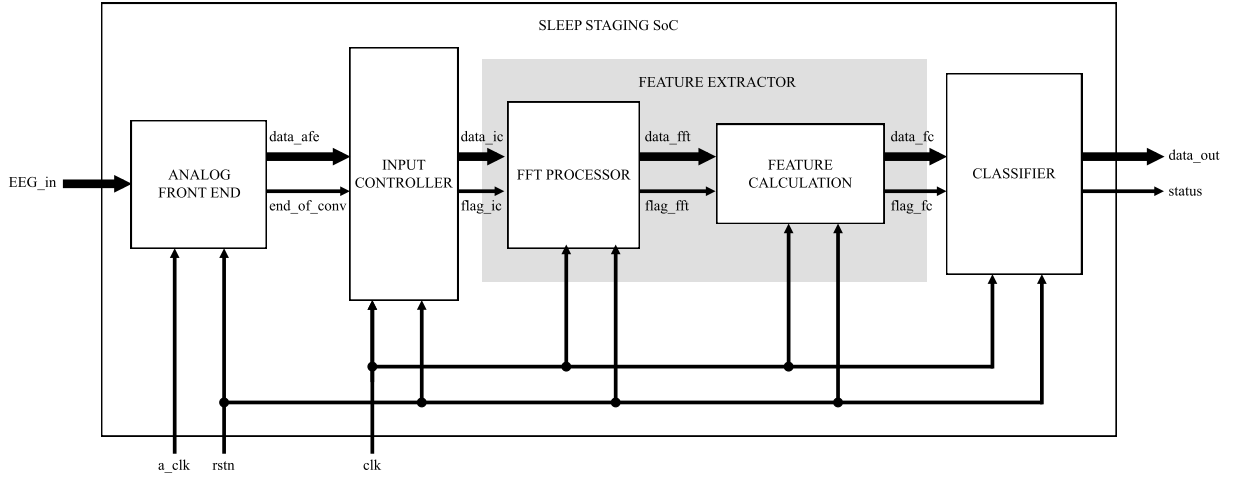 SLEEP STAGING SoC
FEATURE EXTRACTOR
EEG_in
ANALOG
FRONT END
data_afe
end_of_conv
INPUT
CONTROLLER
data_ic
flag_ic
FFT PROCESSOR
data_fft
flag_fft
FEATURE
CALCULATION
data_fc
flag_fc
CLASSIFIER
data_out
status
a_clk
rstn
clk